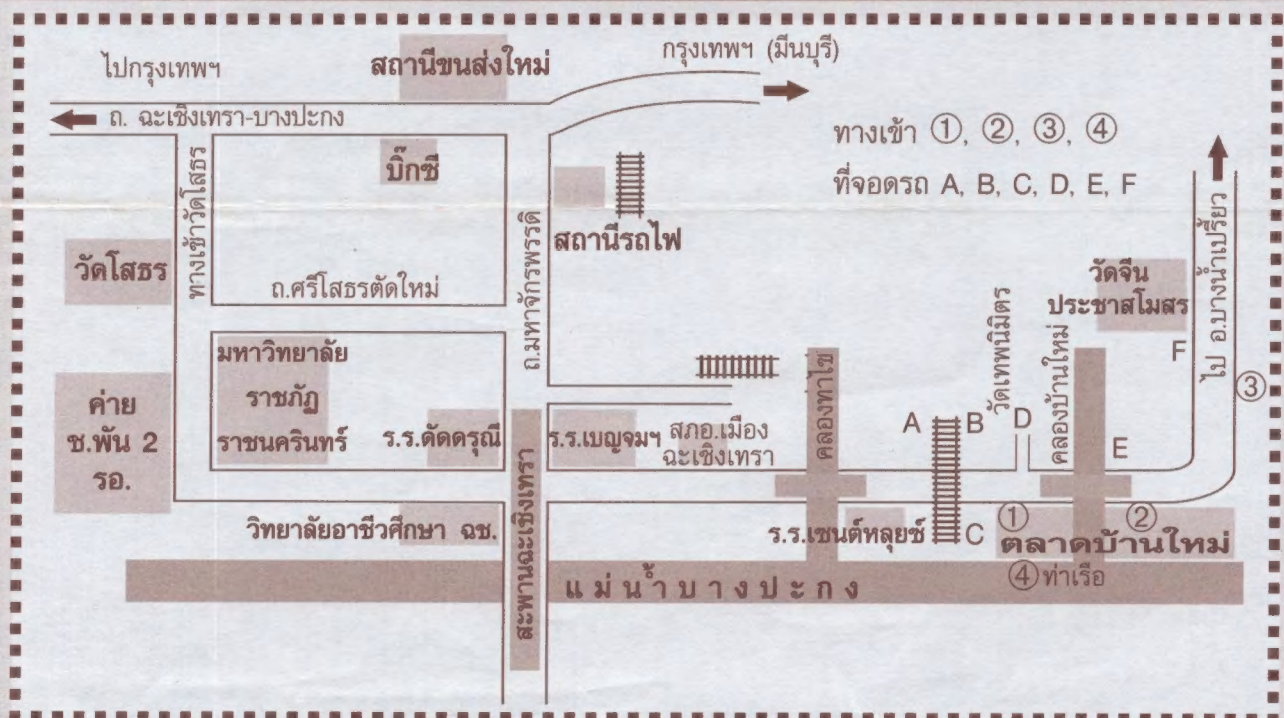 ไปกรุงเทพฯ
สถานีขนส่งใหม่
กรุงเทพฯ (มีนบุรี)
ถ. ฉะเชิงเทรา-บางปะกง
ทางเข้า ①, ②, ③, ④
ที่จอดรถ A, B, C, D, E, F
บิ๊กซี
ทางเข้าวัดโสธร
ถ.มหาจักรพรรดิ์
สถานีรถไฟ
วัดโสธร
ถ.ศรีโสธรตัดใหม่
วัดจีน
ประชาสโมสร
ไป อ.บางน้ำเปรี้ยว
วัดเทพนิมิตร
คลองบ้านใหม่
F
③
มหาวิทยาลัย
ราชภัฏ
ราชนครินทร์
ค่าย
ช.พัน 2
รอ.
ร.ร.ดัดดรุณี
ร.ร.เบญจมฯ
สภอ.เมือง
ฉะเชิงเทรา
คลองท่าไข่
A
B
D
E
วิทยาลัยอาชีวศึกษา ฉช.
สะพานฉะเชิงเทรา
ร.ร.เซนต์หลุยซ์
C
①
②
ตลาดบ้านใหม่
④ ท่าเรือ
แม่น้ำบางปะกง